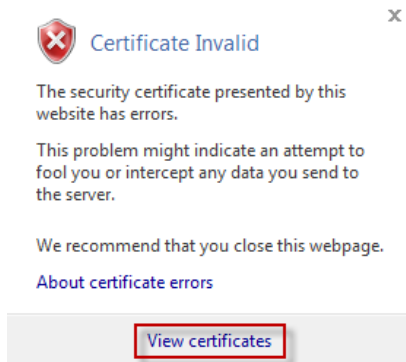 x
Certificate Invalid
The security certificate presented by this
website has errors.
This problem might indicate an attempt to
fool you or intercept any data you send to
the server.
We recommend that you close this webpage.
About certificate errors
View certificates